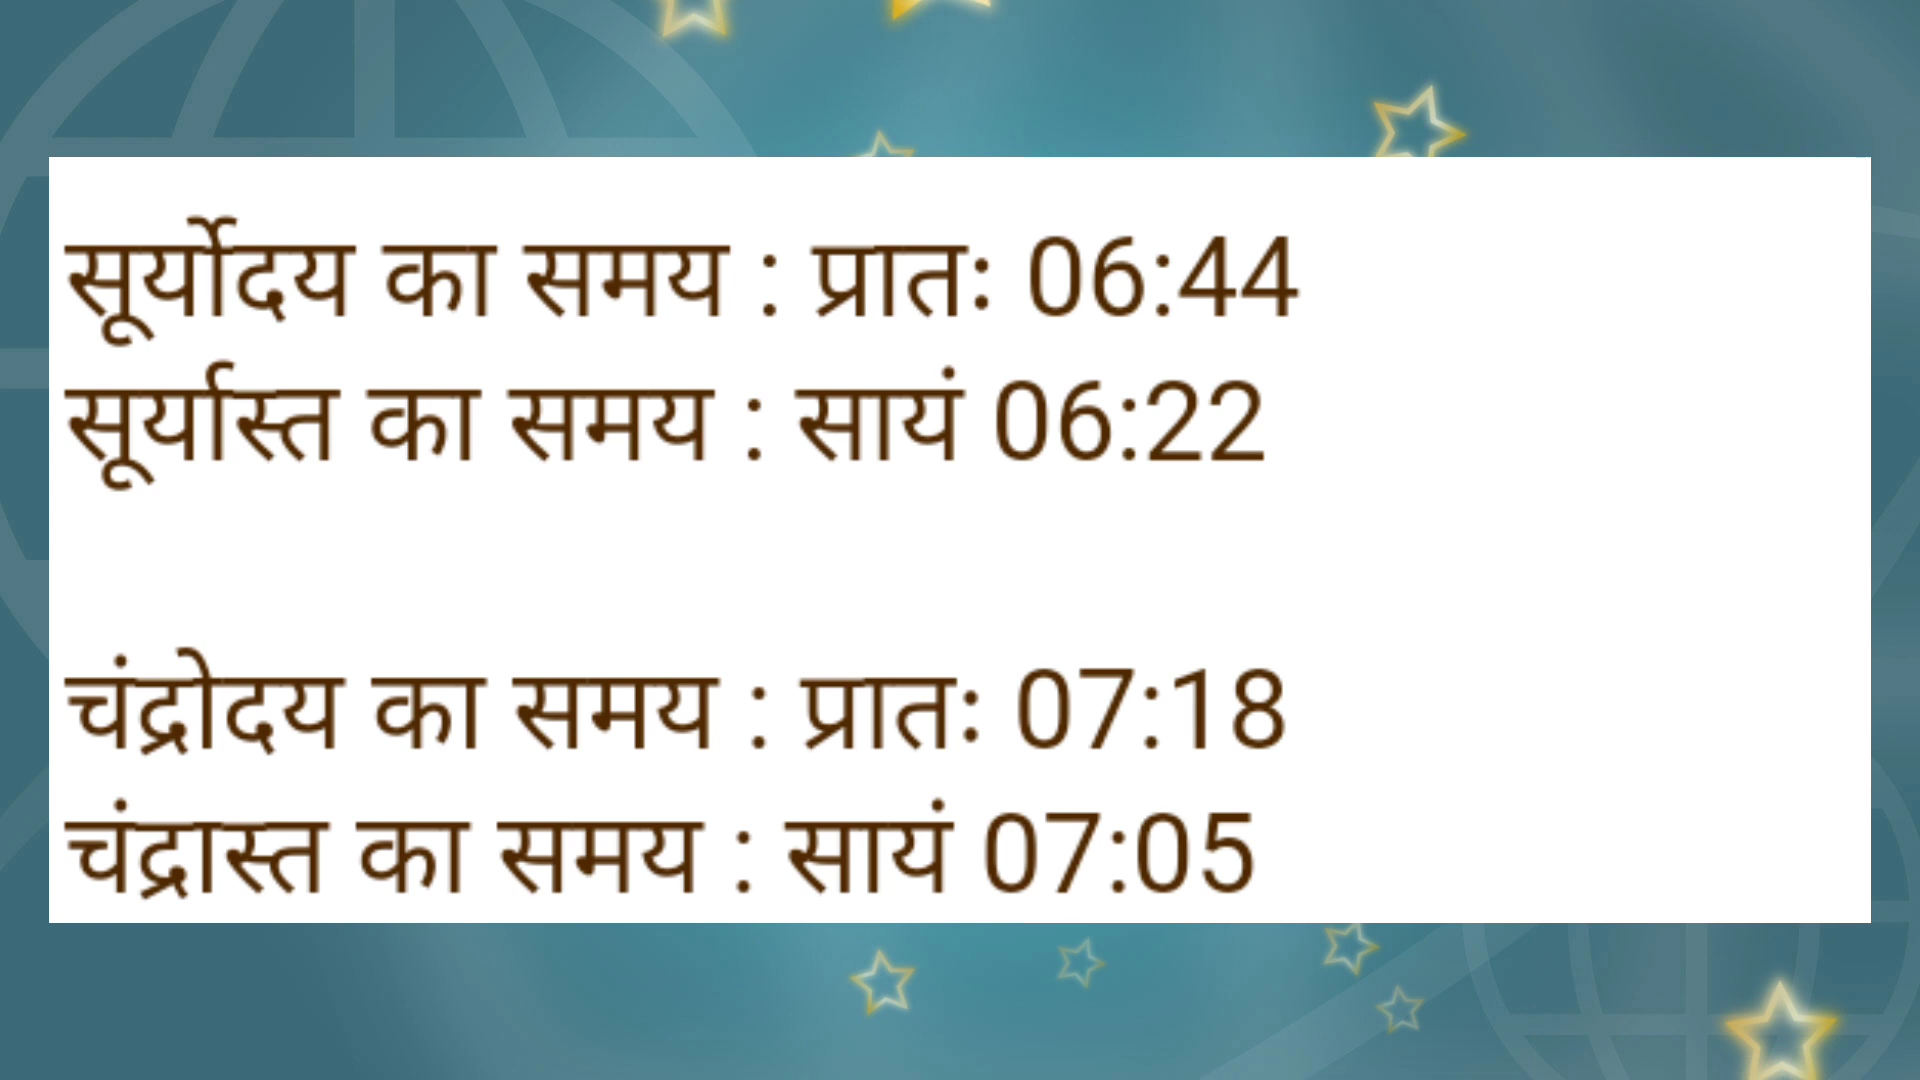 सूर्योदय का समय : प्रातः 06:44
सूर्यास्त का समय : सायं 06:22
चंद्रोदय का समय : प्रातः 07:18
चंद्रास्त का समय : सायं 07:05